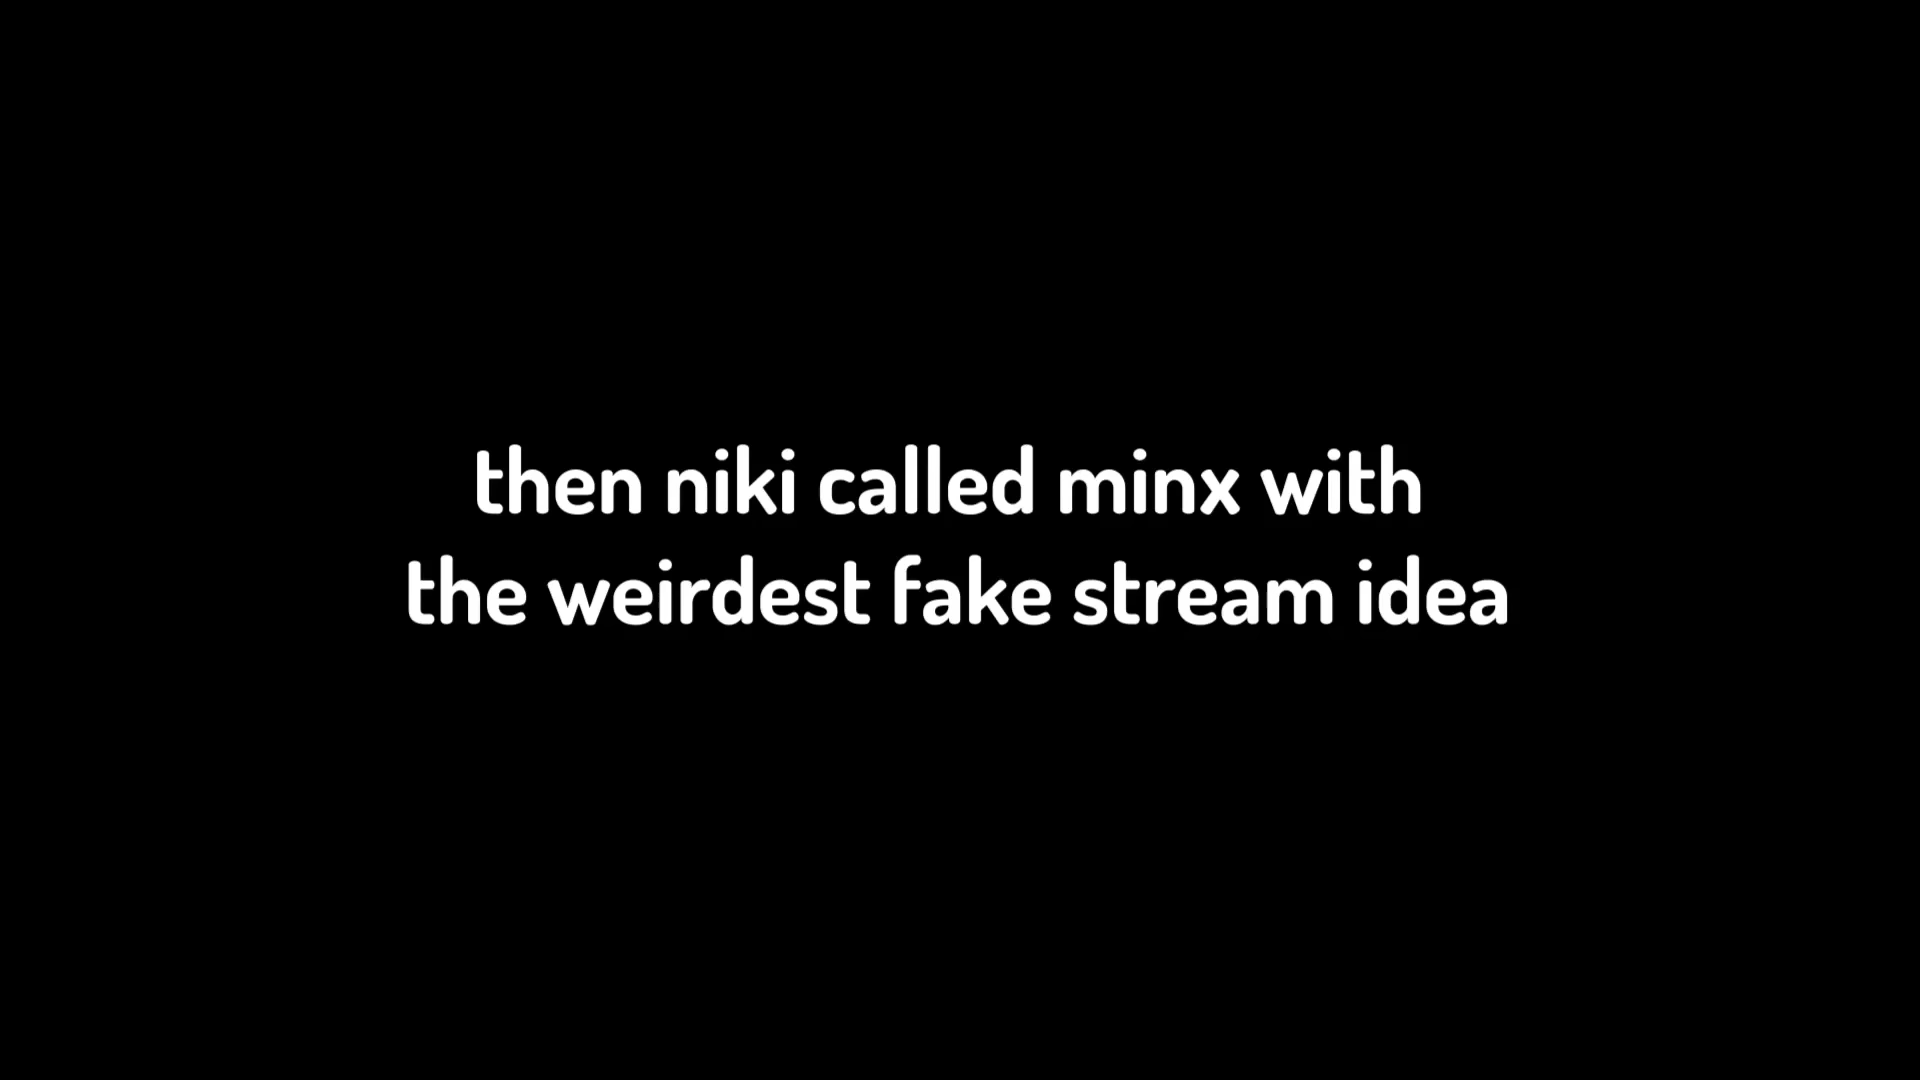 then niki called minx with
the weirdest fake stream idea